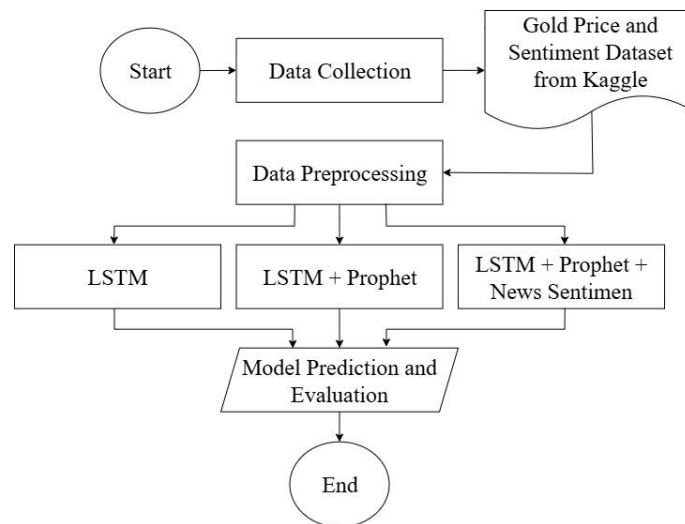 Start
Data Collection
Gold Price and
Sentiment Dataset
from Kaggle
Data Preprocessing
LSTM
LSTM + Prophet
LSTM + Prophet +
News Sentimen
Model Prediction and
Evaluation
End